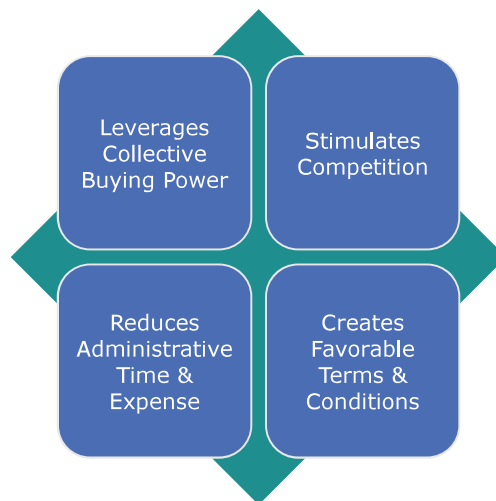 Leverages
Collective
Buying Power
Stimulates
Competition
Reduces
Administrative
Time &
Expense
Creates
Favorable
Terms &
Conditions